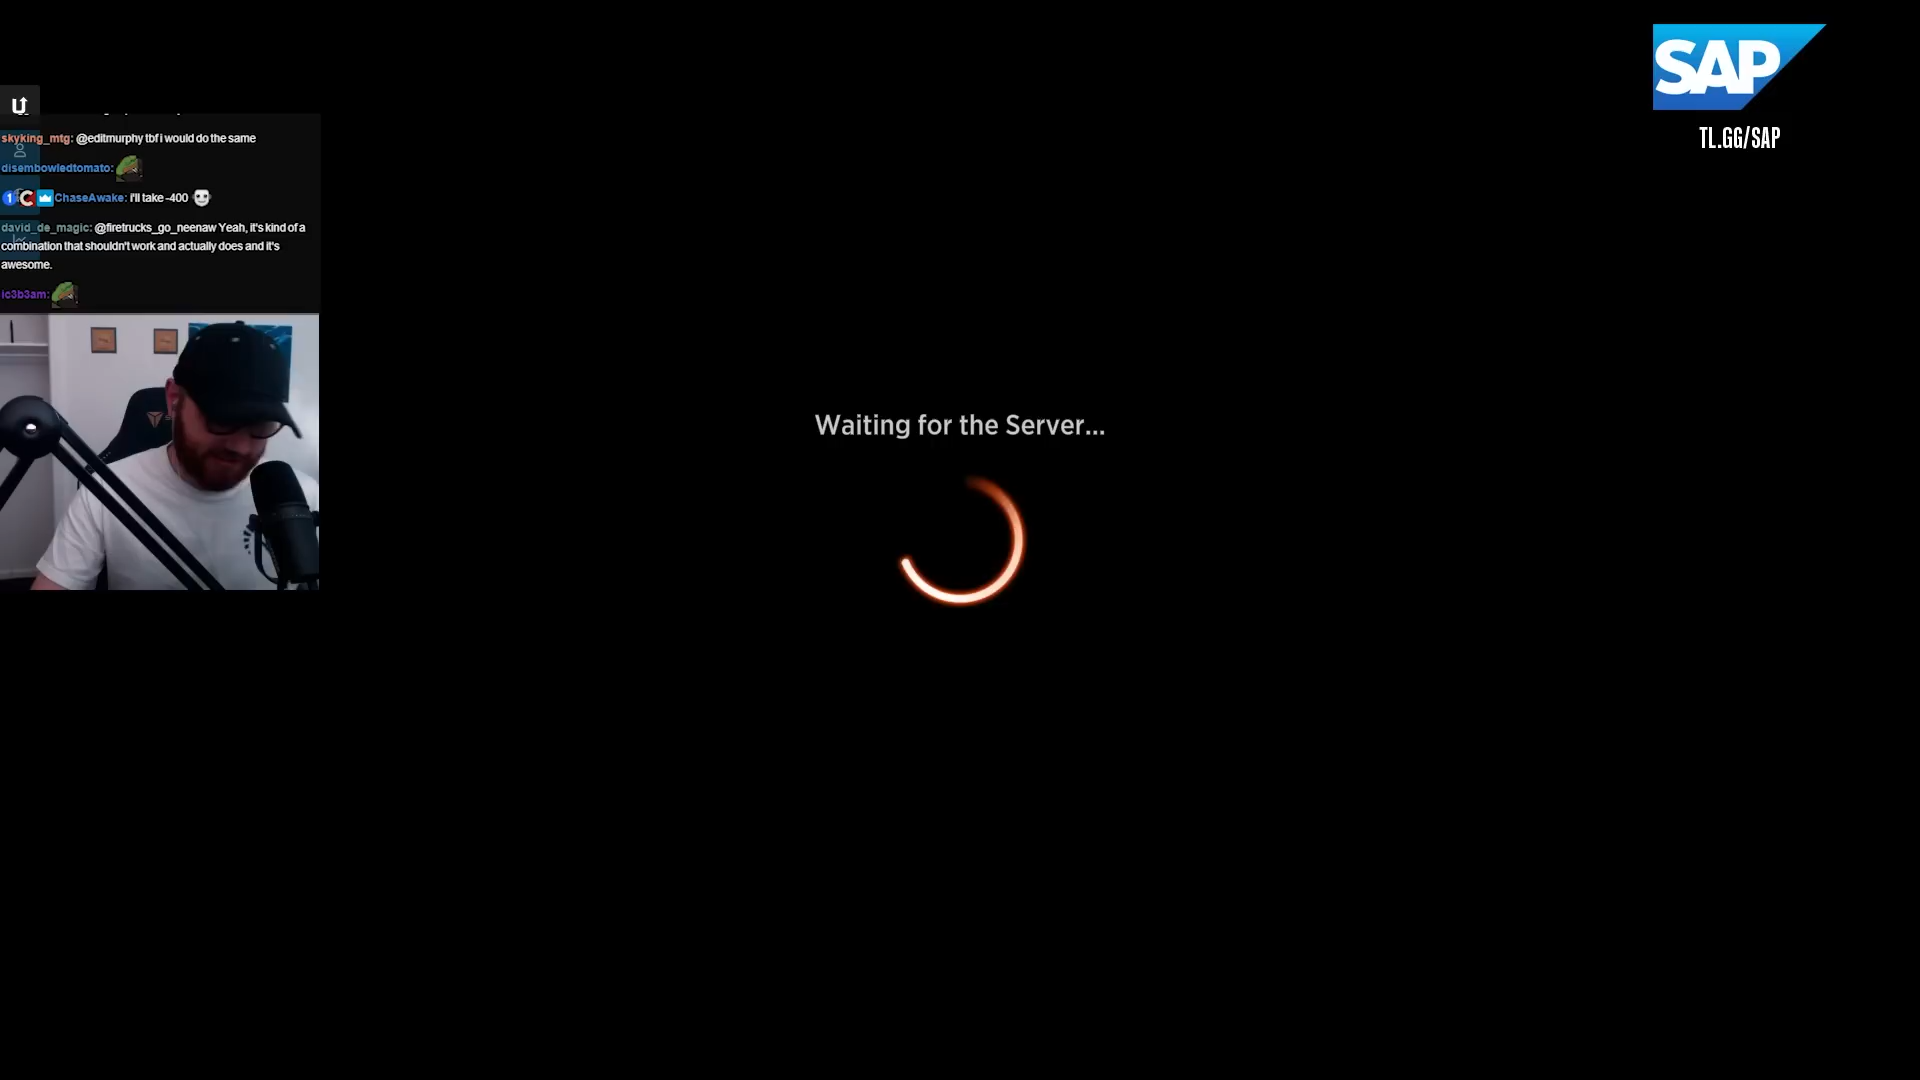 SAP
TL.GG/SAP
skyking_mtg: @editmurphy tbf i would do the same
disembowledtomato:
ChaseAwake: i'll take -400
david_de_magic: @firetrucks_go_neenaw Yeah, it's kind of a
combination that shouldn't work and actually does and it's
awesome.
ic3b3am:
Waiting for the Server...